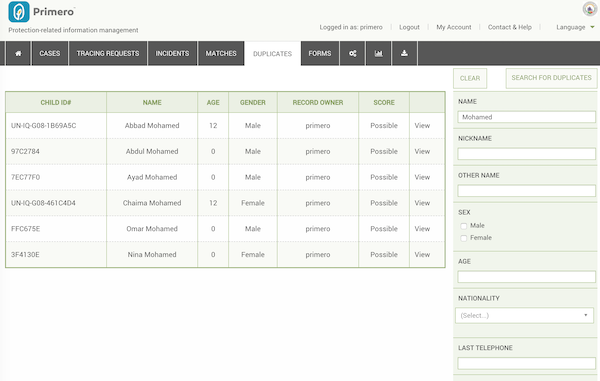 Primero™
Protection-related information management
Logged in as: primero | Logout | My Account | Contact & Help | Language
CASES TRACING REQUESTS INCIDENTS MATCHES DUPLICATES FORMS
CLEAR SEARCH FOR DUPLICATES
CHILD ID# NAME AGE GENDER RECORD OWNER SCORE
UN-IQ-G08-1B69A5C Abbad Mohamed 12 Male primero Possible View
97C2784 Abdul Mohamed 0 Male primero Possible View
7EC77F0 Ayad Mohamed 0 Male primero Possible View
UN-IQ-G08-461C4D4 Chaima Mohamed 12 Female primero Possible View
FFC675E Omar Mohamed 0 Male primero Possible View
3F4130E Nina Mohamed 0 Female primero Possible View
NAME
Mohamed
NICKNAME
OTHER NAME
SEX
Male
Female
AGE
NATIONALITY
(Select...)
LAST TELEPHONE